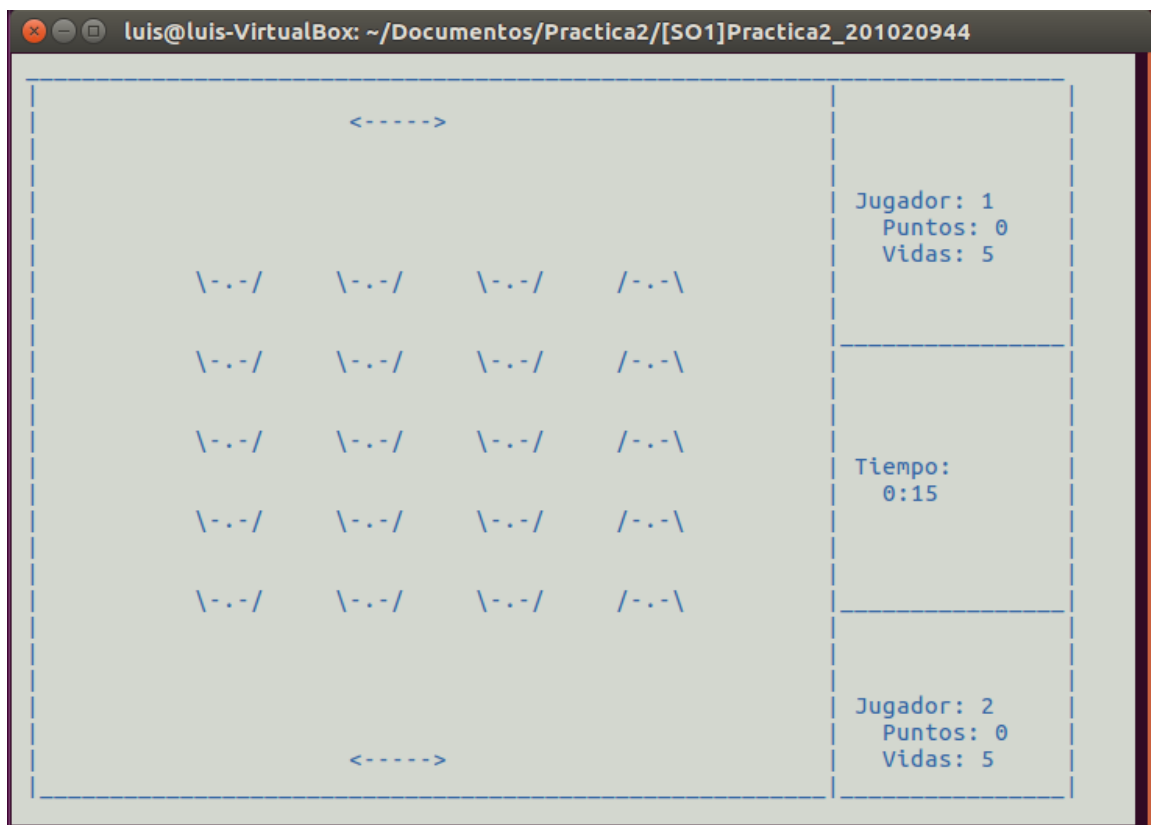 luis@luis-VirtualBox: ~/Documentos/Practica2/[SO1]Practica2_201020944
<----->
Jugador: 1
Puntos: 0
Vidas: 5
\-.-/ \-.-/ \-.-/ /-.-\
\-.-/ \-.-/ \-.-/ /-.-\
\-.-/ \-.-/ \-.-/ /-.-\
Tiempo:
0:15
\-.-/ \-.-/ \-.-/ /-.-\
\-.-/ \-.-/ \-.-/ /-.-\
Jugador: 2
Puntos: 0
<-----> Vidas: 5